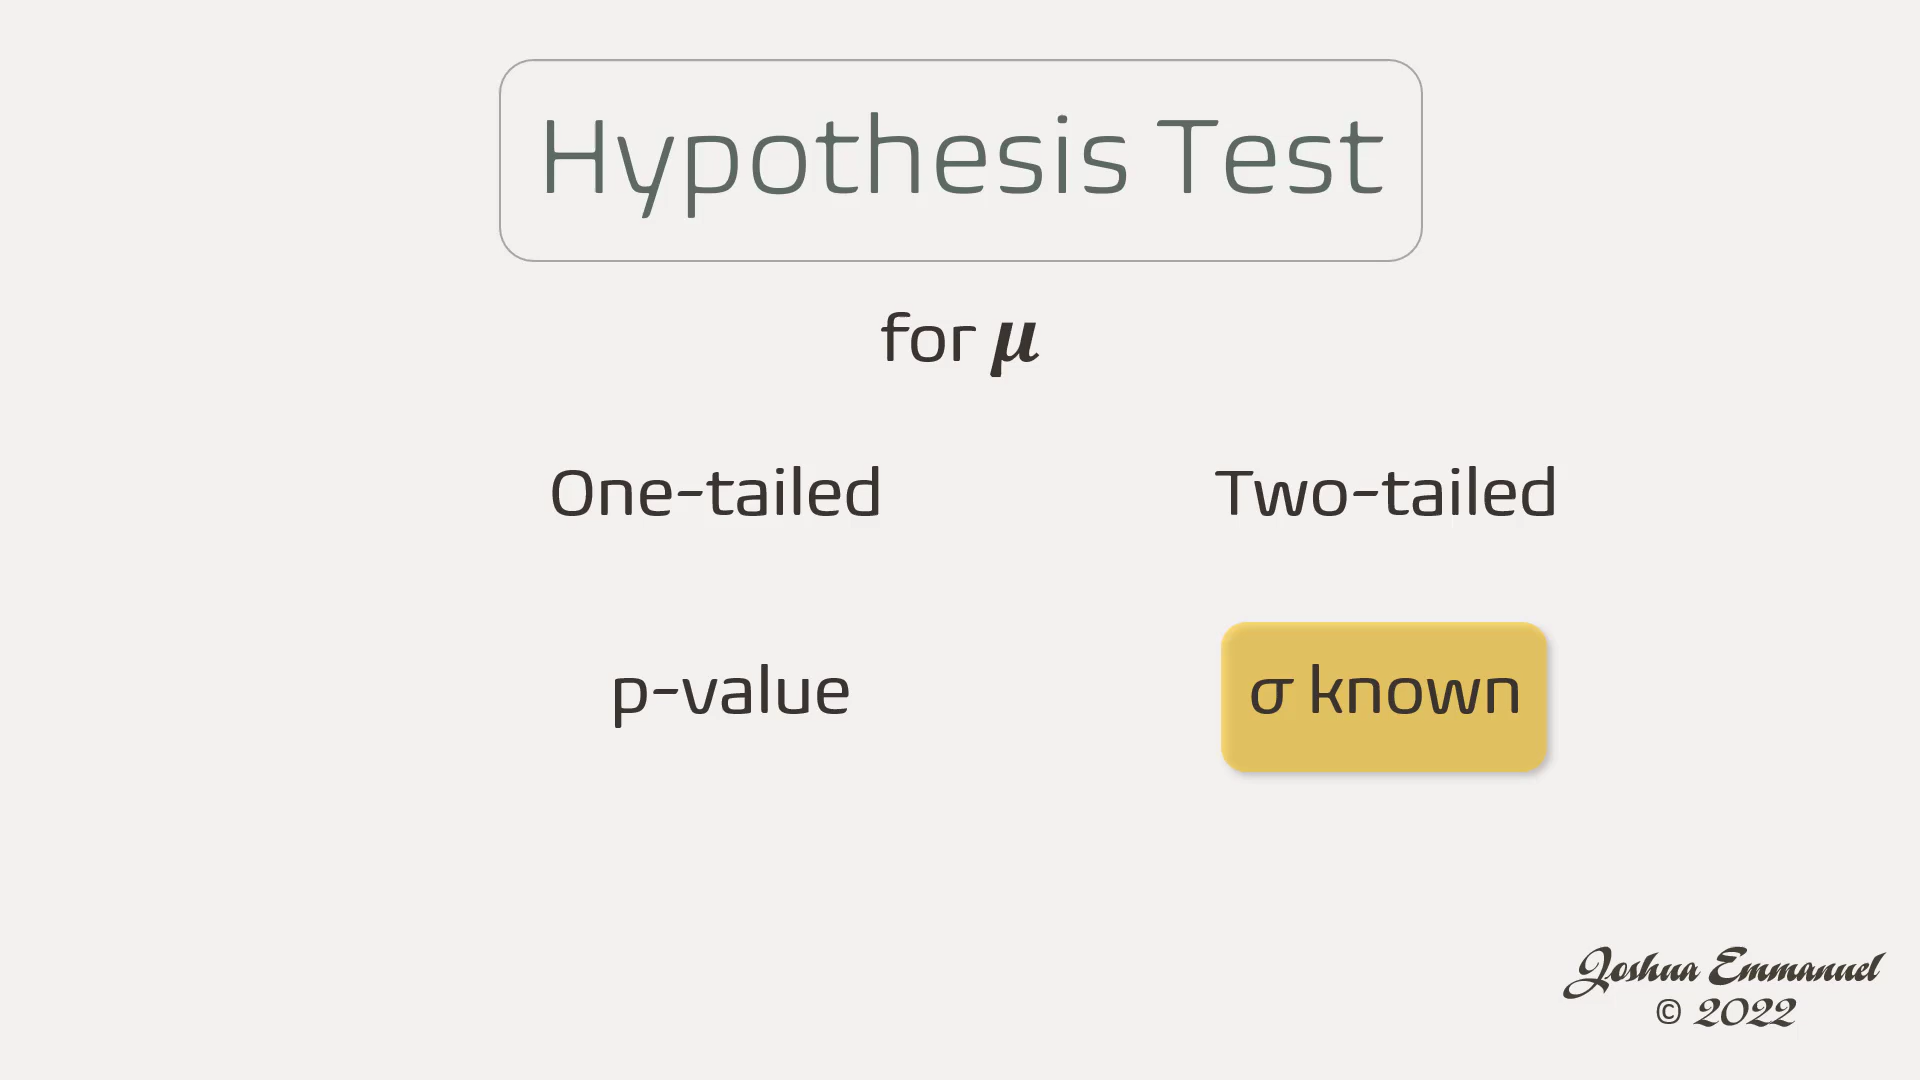 Hypothesis Test
for μ
One-tailed
Two-tailed
p-value
σ known
Joshua Emmanuel
© 2022